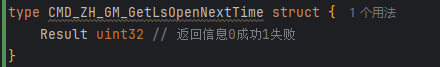 type CMD_ZH_GM_GetLsOpenNextTime struct { 1 个用法
Result uint32 // 返回信息0成功1失败
}